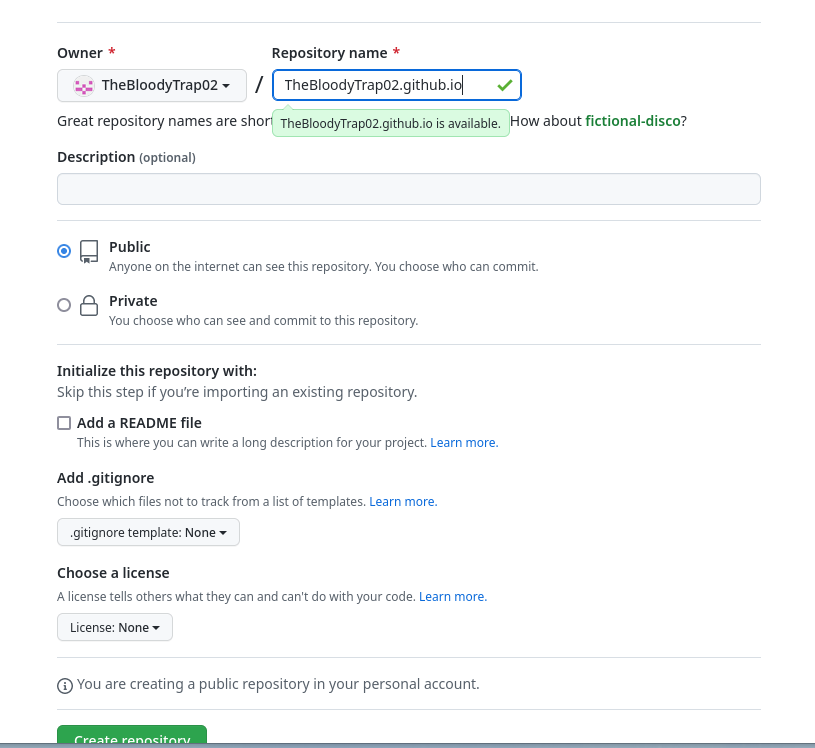 Owner *
Repository name *
TheBloodyTrap02
/
TheBloodyTrap02.github.io
Great repository names are short
TheBloodyTrap02.github.io is available.
How about fictional-disco?
Description (optional)
Public
Anyone on the internet can see this repository. You choose who can commit.
Private
You choose who can see and commit to this repository.
Initialize this repository with:
Skip this step if you’re importing an existing repository.
Add a README file
This is where you can write a long description for your project. Learn more.
Add .gitignore
Choose which files not to track from a list of templates. Learn more.
.gitignore template: None
Choose a license
A license tells others what they can and can't do with your code. Learn more.
License: None
You are creating a public repository in your personal account.
Create repository